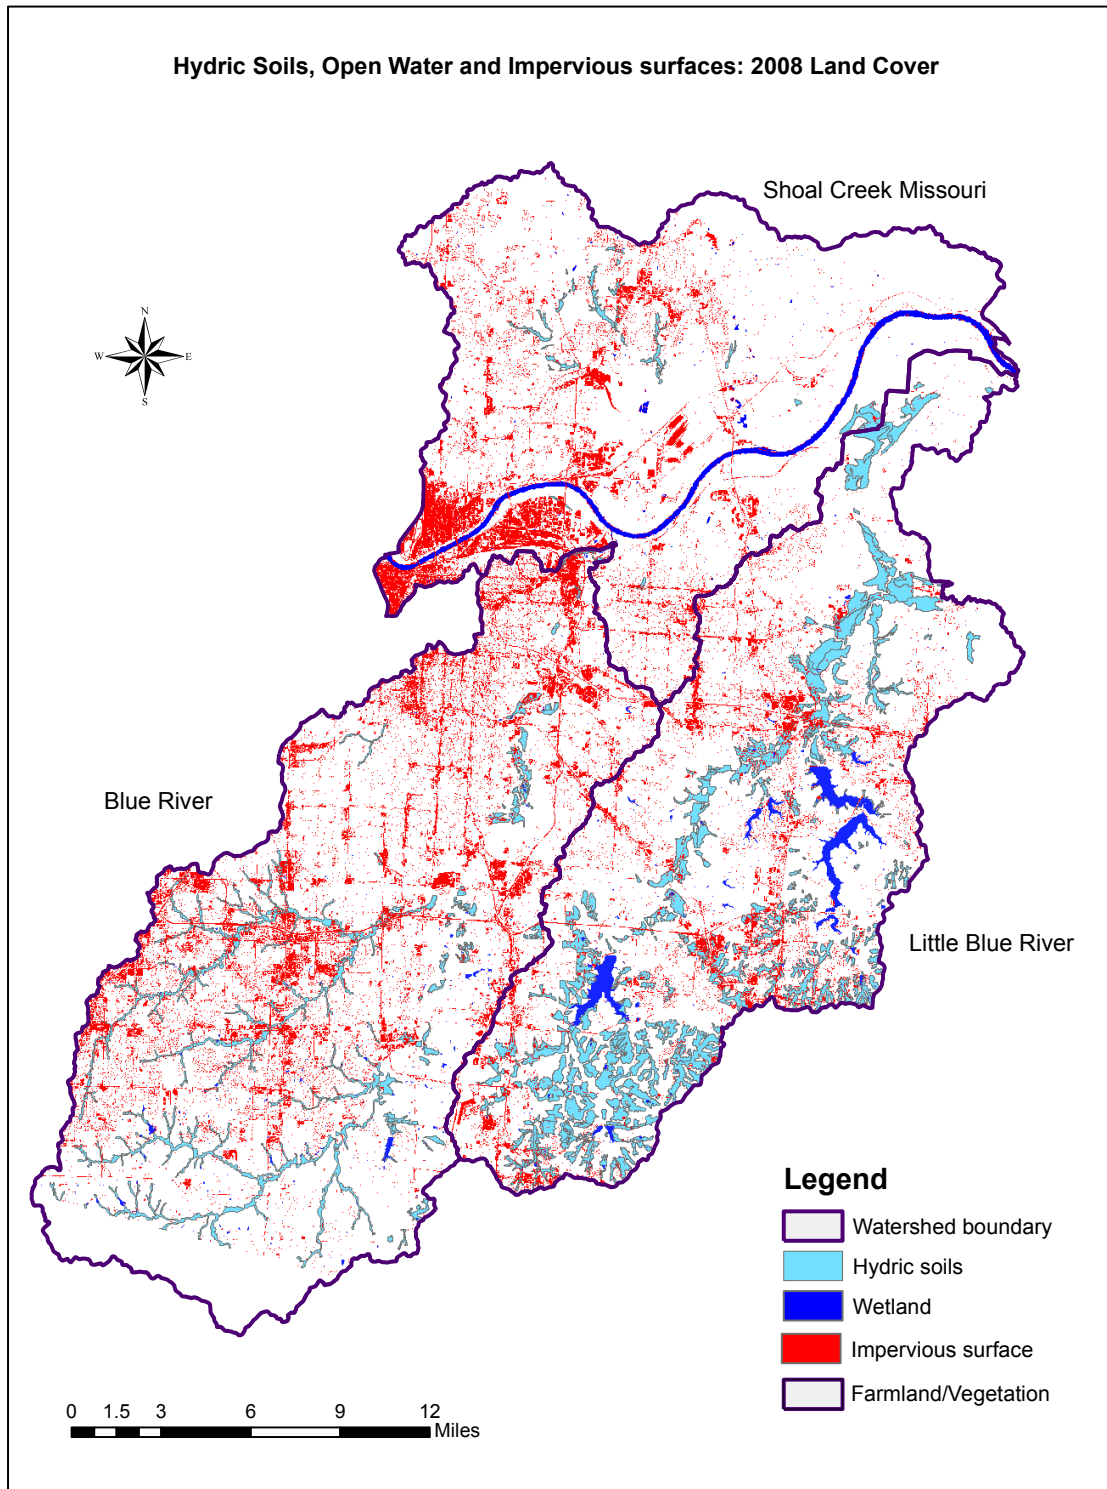 Hydric Soils, Open Water and Impervious surfaces: 2008 Land Cover
Shoal Creek Missouri
N
W E
S
Blue River
Little Blue River
Legend
Watershed boundary
Hydric soils
Wetland
Impervious surface
Farmland/Vegetation
0 1.5 3 6 9 12
Miles